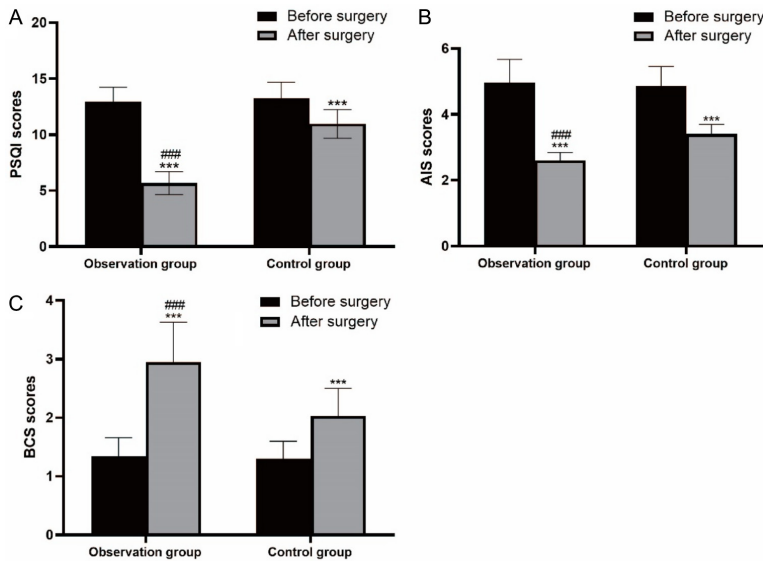 A
Before surgery
After surgery
PSQI scores
20
15
10
5
0
###
***
***
Observation group
Control group
B
Before surgery
After surgery
AIS scores
6
4
2
0
###
***
***
Observation group
Control group
C
Before surgery
After surgery
BCS scores
4
3
2
1
0
###
***
***
Observation group
Control group